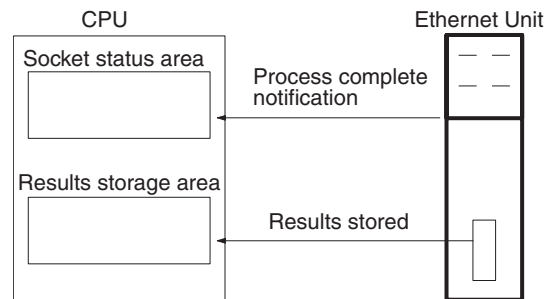 CPU
Ethernet Unit
Socket status area
Process complete
notification
Results storage area
Results stored